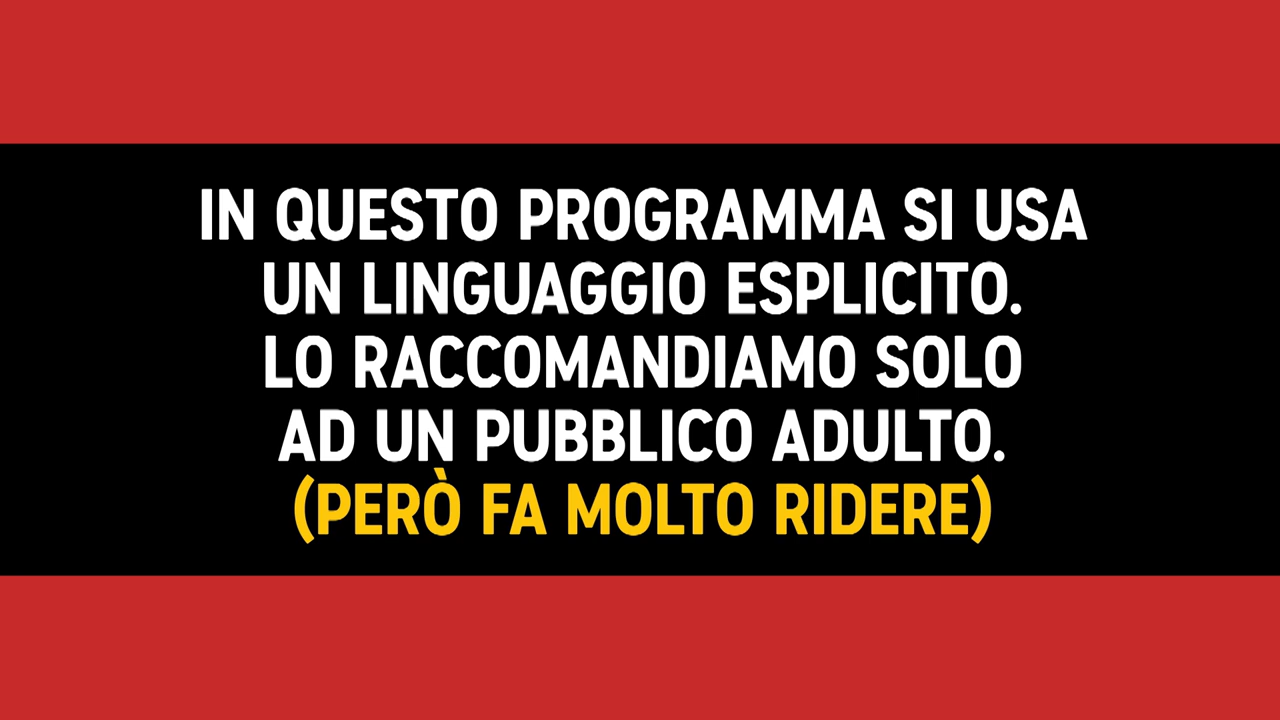 IN QUESTO PROGRAMMA SI USA
UN LINGUAGGIO ESPLICITO.
LO RACCOMANDIAMO SOLO
AD UN PUBBLICO ADULTO.
(PERÒ FA MOLTO RIDERE)